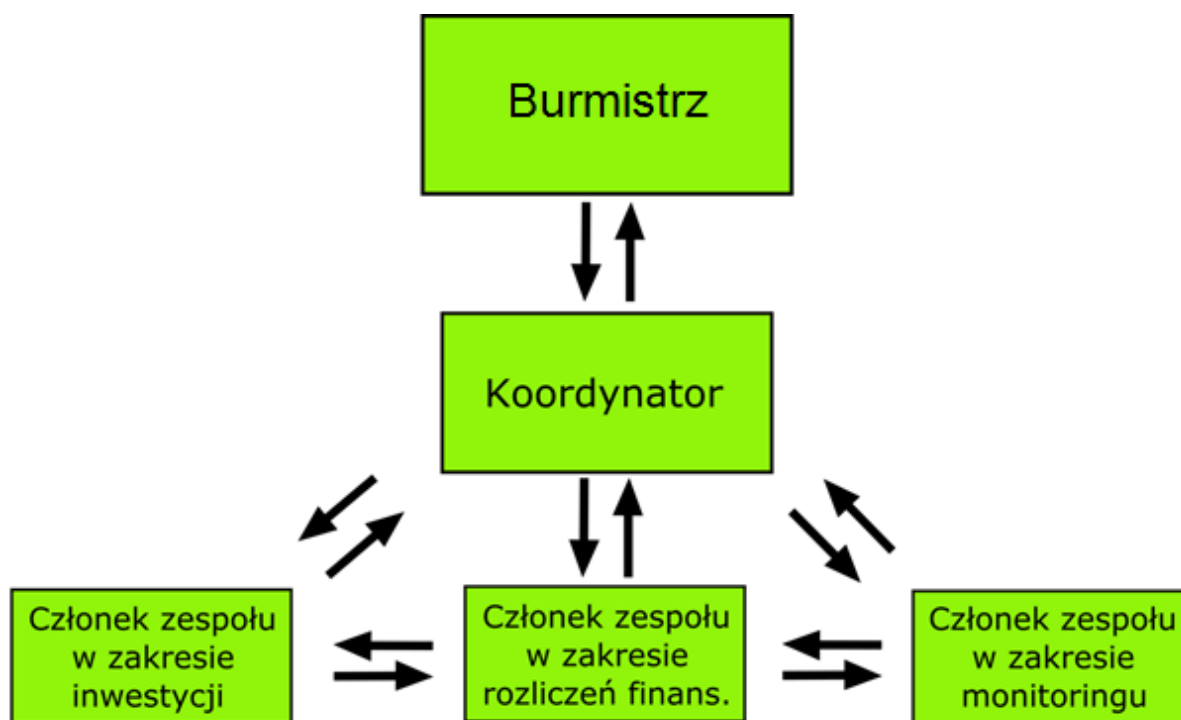 Burmistrz
Koordynator
Członek zespołu
w zakresie
inwestycji
Członek zespołu
w zakresie
rozliczeń finans.
Członek zespołu
w zakresie
monitoringu